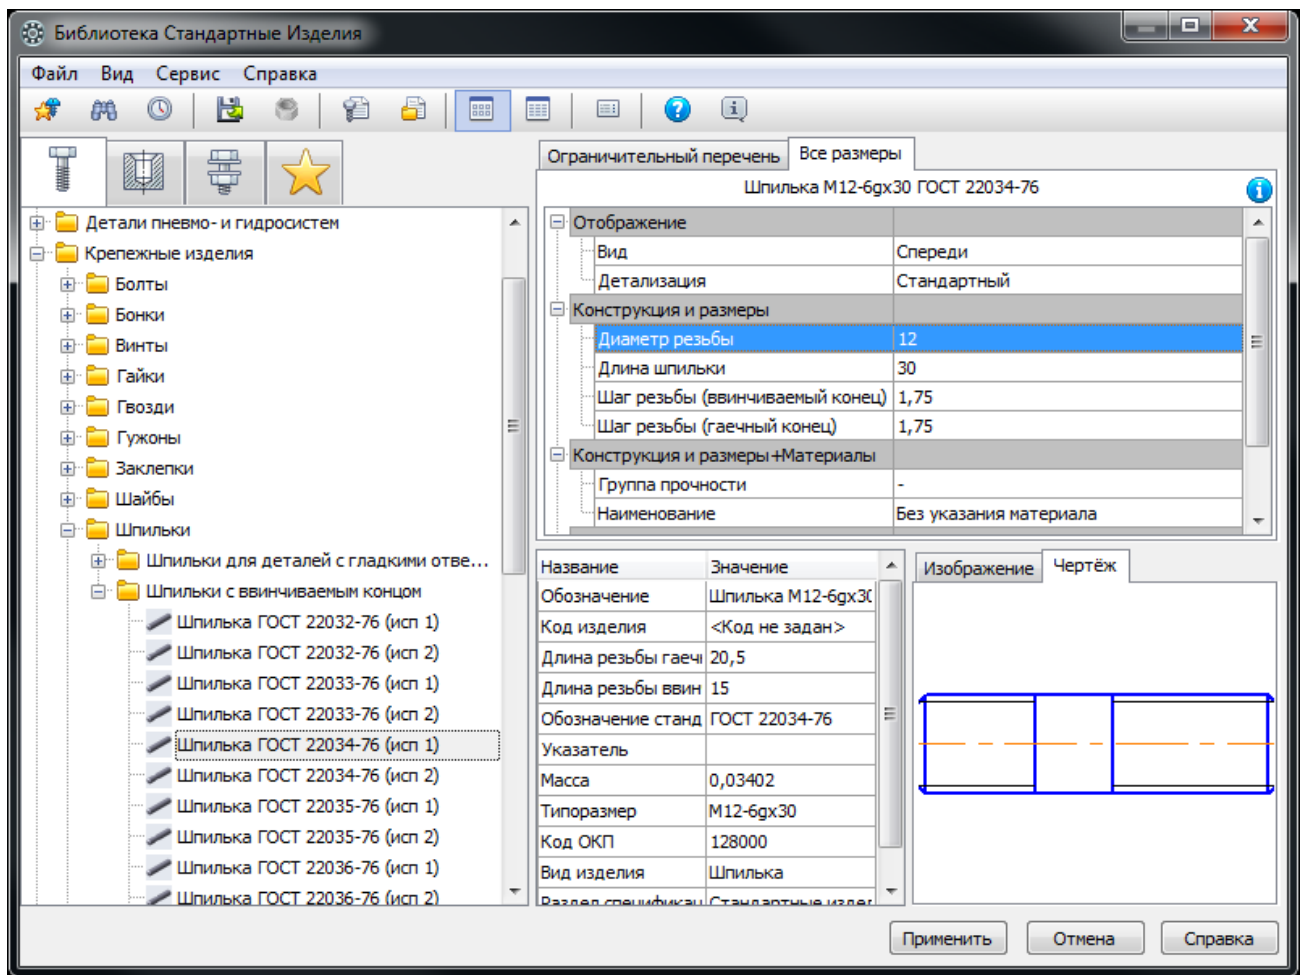 Библиотека Стандартные Изделия
Файл Вид Сервис Справка
Детали пневмо- и гидросистем
Крепежные изделия
Болты
Бонки
Винты
Гайки
Гвозди
Гужоны
Заклепки
Шайбы
Шпильки
Шпильки для деталей с гладкими отве...
Шпильки с ввинчиваемым концом
Шпилька ГОСТ 22032-76 (исп 1)
Шпилька ГОСТ 22032-76 (исп 2)
Шпилька ГОСТ 22033-76 (исп 1)
Шпилька ГОСТ 22033-76 (исп 2)
Шпилька ГОСТ 22034-76 (исп 1)
Шпилька ГОСТ 22034-76 (исп 2)
Шпилька ГОСТ 22035-76 (исп 1)
Шпилька ГОСТ 22035-76 (исп 2)
Шпилька ГОСТ 22036-76 (исп 1)
Шпилька ГОСТ 22036-76 (исп 2)
Ограничительный перечень Все размеры
Шпилька М12-6gx30 ГОСТ 22034-76
Отображение
Вид Спереди
Детализация Стандартный
Конструкция и размеры
Диаметр резьбы 12
Длина шпильки 30
Шаг резьбы (ввинчиваемый конец) 1,75
Шаг резьбы (гаечный конец) 1,75
Конструкция и размеры+Материалы
Группа прочности -
Наименование Без указания материала
Название Значение
Обозначение Шпилька М12-6gx30
Код изделия <Код не задан>
Длина резьбы гаечн 20,5
Длина резьбы ввин 15
Обозначение станд ГОСТ 22034-76
Указатель
Масса 0,03402
Типоразмер М12-6gx30
Код ОКП 128000
Вид изделия Шпилька
Раздел спецификац Стандартные издел
Изображение Чертёж
Применить Отмена Справка